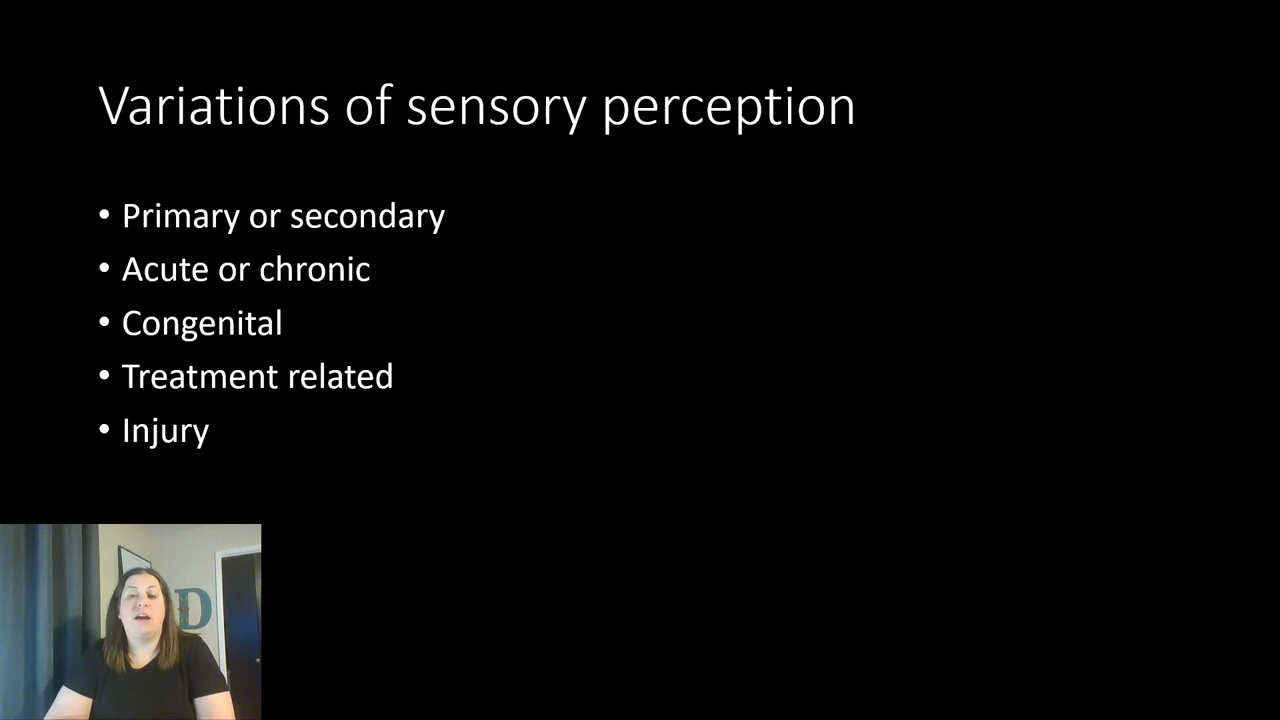 Variations of sensory perception
• Primary or secondary
• Acute or chronic
• Congenital
• Treatment related
• Injury
D